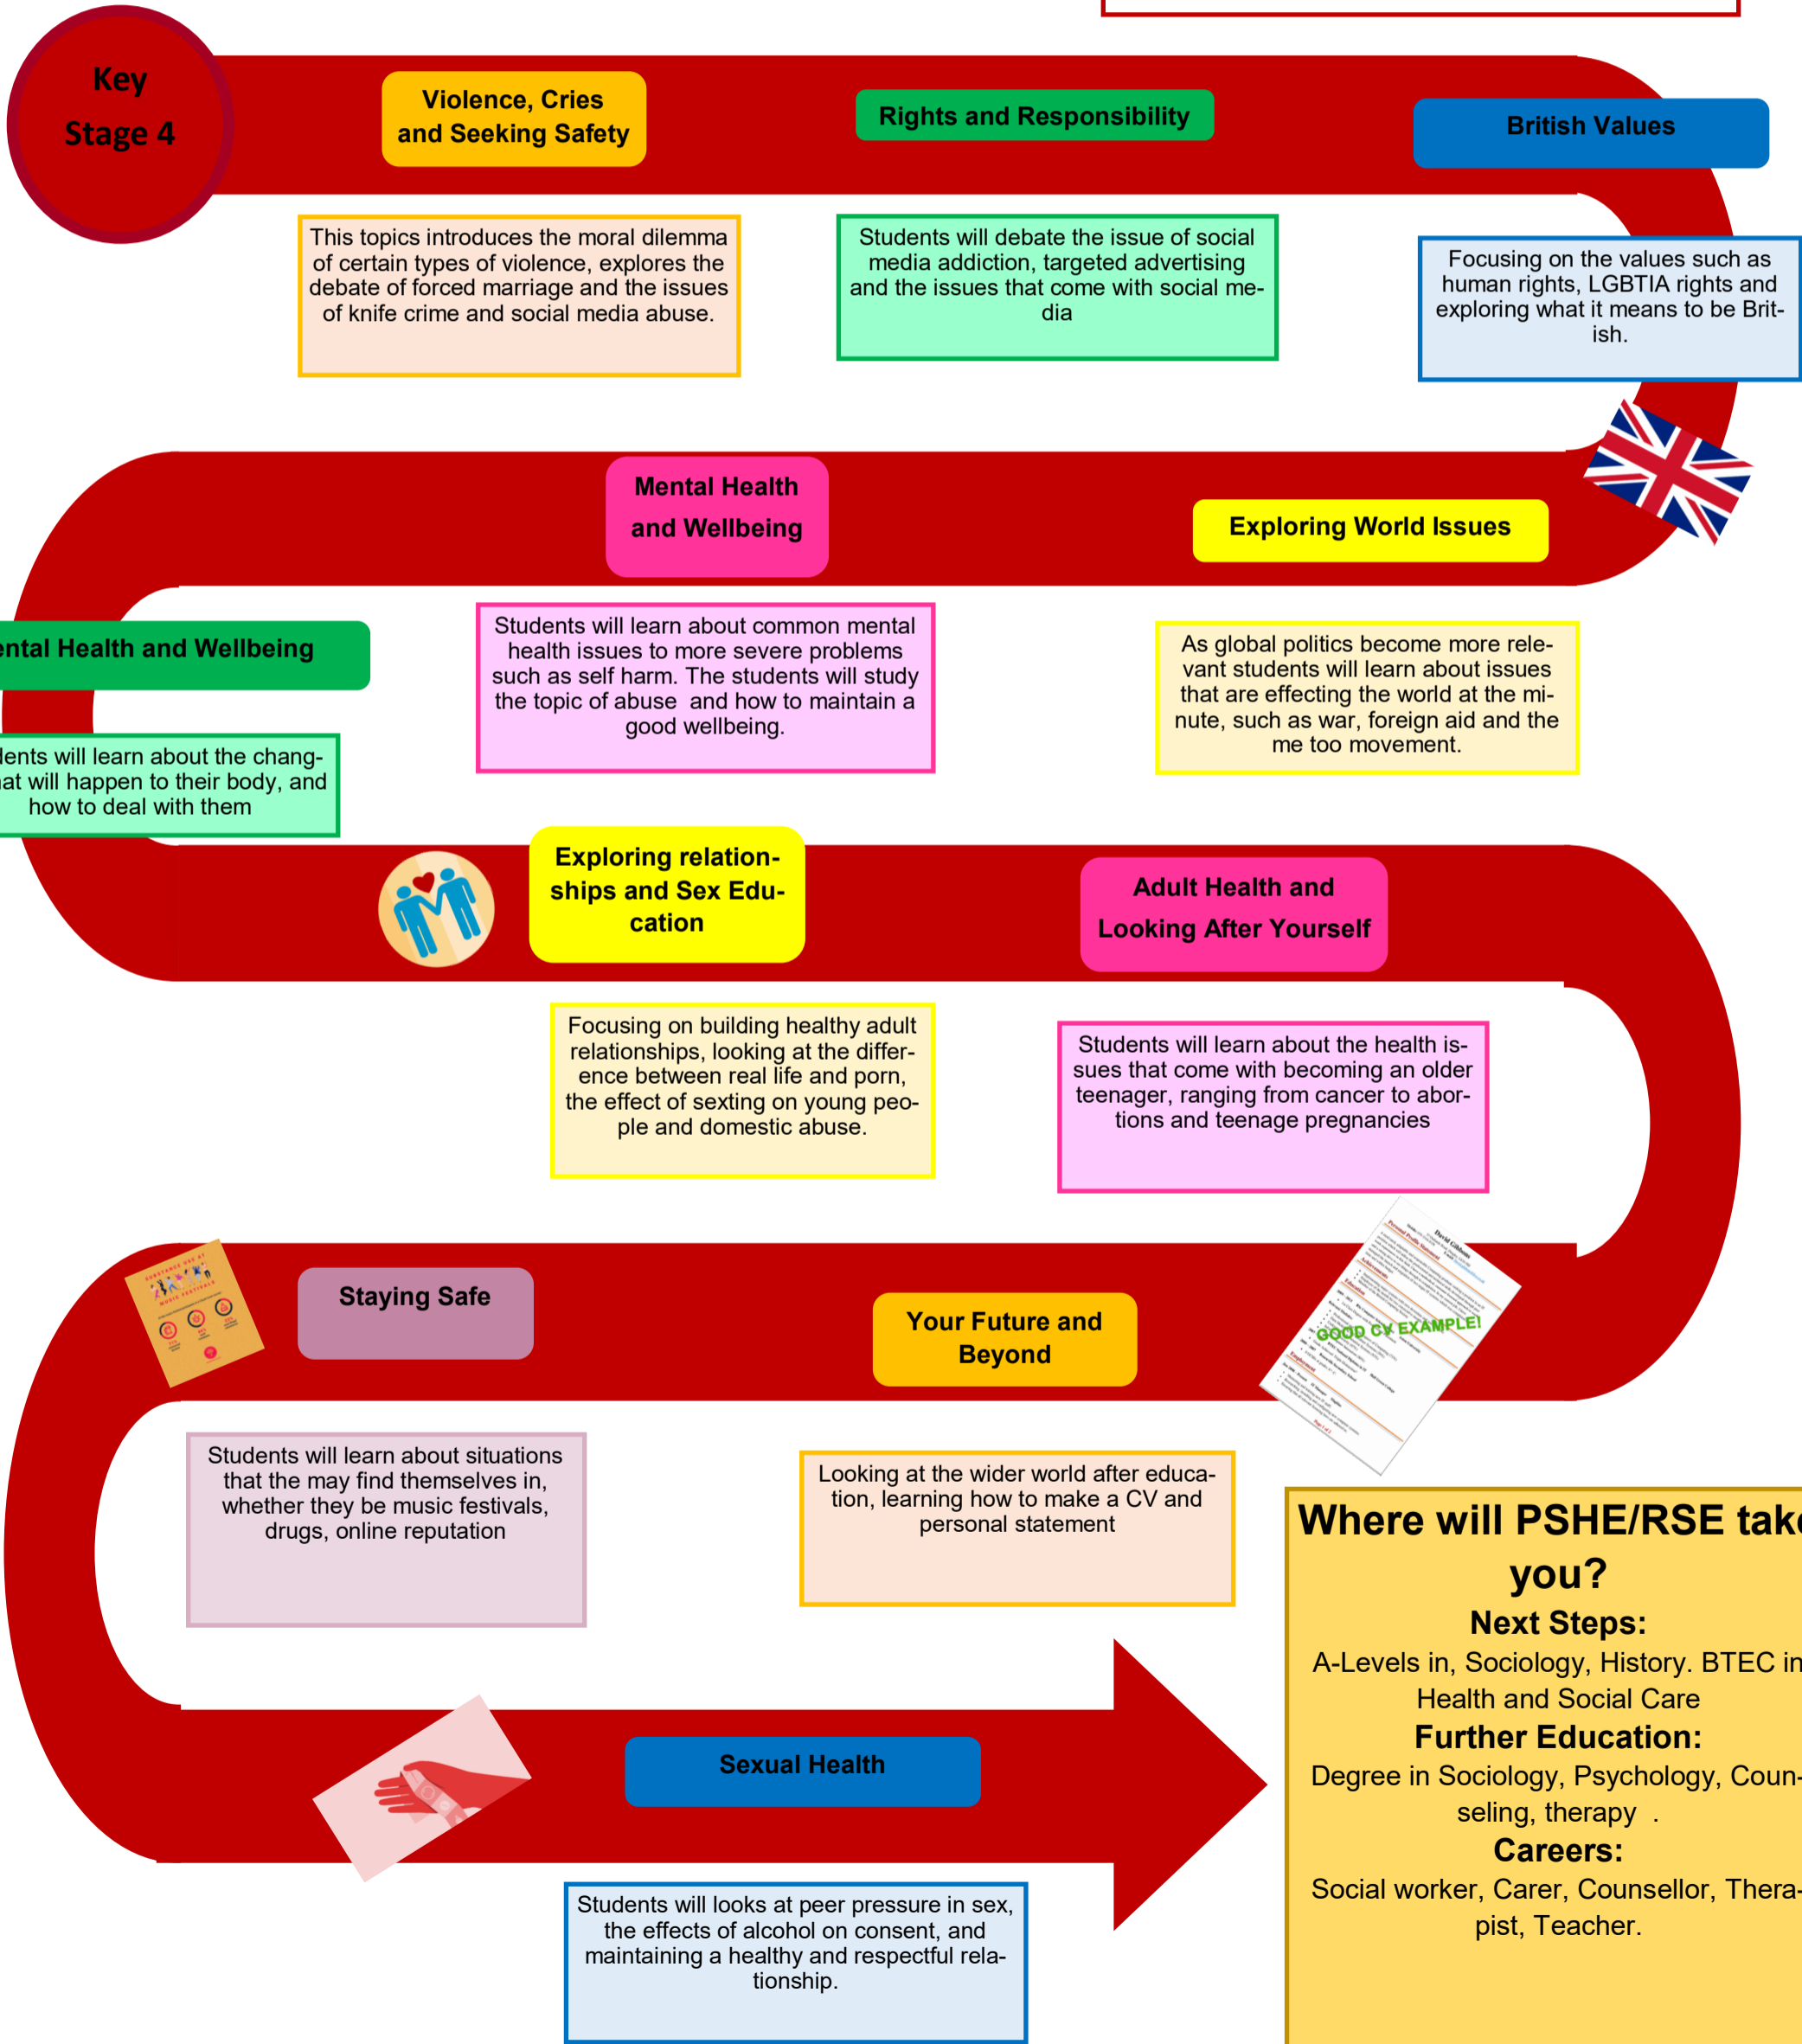 Key
Stage 4
Violence, Cries
and Seeking Safety
Rights and Responsibility
British Values
This topics introduces the moral dilemma
of certain types of violence, explores the
debate of forced marriage and the issues
of knife crime and social media abuse.
Students will debate the issue of social
media addiction, targeted advertising
and the issues that come with social me-
dia
Focusing on the values such as
human rights, LGBTIA rights and
exploring what it means to be Brit-
ish.
Exploring World Issues
As global politics become more rele-
vant students will learn about issues
that are effecting the world at the mi-
nute, such as war, foreign aid and the
me too movement.
Mental Health
and Wellbeing
Students will learn about common mental
health issues to more severe problems
such as self harm. The students will study
the topic of abuse  and how to maintain a
good wellbeing.
ental Health and Wellbeing
dents will learn about the chang-
at will happen to their body, and
how to deal with them
Exploring relation-
ships and Sex Edu-
cation
Focusing on building healthy adult
relationships, looking at the differ-
ence between real life and porn,
the effect of sexting on young peo-
ple and domestic abuse.
Adult Health and
Looking After Yourself
Students will learn about the health is-
sues that come with becoming an older
teenager, ranging from cancer to abor-
tions and teenage pregnancies
David Gibbons
Personal Profile Statement
Achievements
Education
GOOD CV EXAMPLE!
Employment
Your Future and
Beyond
Looking at the wider world after educa-
tion, learning how to make a CV and
personal statement
SUBSTANCE USE AT
MUSIC FESTIVALS
Staying Safe
Students will learn about situations
that the may find themselves in,
whether they be music festivals,
drugs, online reputation
Sexual Health
Students will looks at peer pressure in sex,
the effects of alcohol on consent, and
maintaining a healthy and respectful rela-
tionship.
Where will PSHE/RSE take
you?
Next Steps:
A-Levels in, Sociology, History. BTEC in
Health and Social Care
Further Education:
Degree in Sociology, Psychology, Coun-
seling, therapy  .
Careers:
Social worker, Carer, Counsellor, Thera-
pist, Teacher.